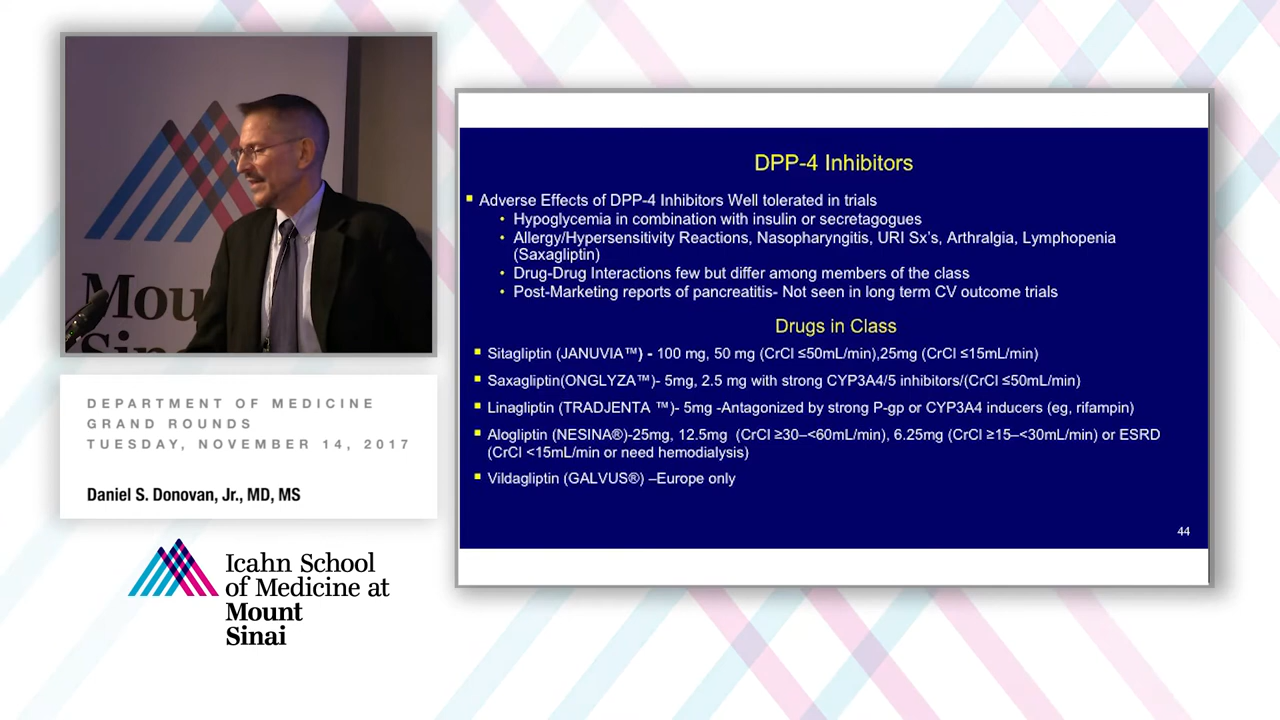 Mou
Sin
DEPARTMENT OF MEDICINE
GRAND ROUNDS
TUESDAY, NOVEMBER 14, 2017
Daniel S. Donovan, Jr., MD, MS
Icahn School
of Medicine at
Mount
Sinai
DPP-4 Inhibitors
Adverse Effects of DPP-4 Inhibitors Well tolerated in trials
Hypoglycemia in combination with insulin or secretagogues
Allergy/Hypersensitivity Reactions, Nasopharyngitis, URI Sx's, Arthralgia, Lymphopenia
(Saxagliptin)
Drug-Drug Interactions few but differ among members of the class
Post-Marketing reports of pancreatitis- Not seen in long term CV outcome trials
Drugs in Class
Sitagliptin (JANUVIA™) - 100 mg, 50 mg (CrCl ≤50mL/min),25mg (CrCl ≤15mL/min)
Saxagliptin(ONGLYZA™)- 5mg, 2.5 mg with strong CYP3A4/5 inhibitors/(CrCl ≤50mL/min)
Linagliptin (TRADJENTA ™)- 5mg -Antagonized by strong P-gp or CYP3A4 inducers (eg, rifampin)
Alogliptin (NESINA®)-25mg, 12.5mg (CrCl ≥30–<60mL/min), 6.25mg (CrCl ≥15–<30mL/min) or ESRD
(CrCl <15mL/min or need hemodialysis)
Vildagliptin (GALVUS®) –Europe only
44